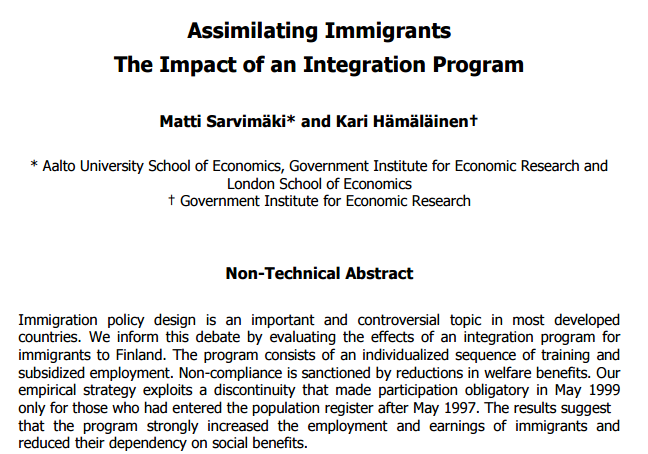 Assimilating Immigrants
The Impact of an Integration Program
Matti Sarvimäki* and Kari Hämäläinen†
* Aalto University School of Economics, Government Institute for Economic Research and
London School of Economics
† Government Institute for Economic Research
Non-Technical Abstract
Immigration policy design is an important and controversial topic in most developed
countries. We inform this debate by evaluating the effects of an integration program for
immigrants to Finland. The program consists of an individualized sequence of training and
subsidized employment. Non-compliance is sanctioned by reductions in welfare benefits. Our
empirical strategy exploits a discontinuity that made participation obligatory in May 1999
only for those who had entered the population register after May 1997. The results suggest
that the program strongly increased the employment and earnings of immigrants and
reduced their dependency on social benefits.